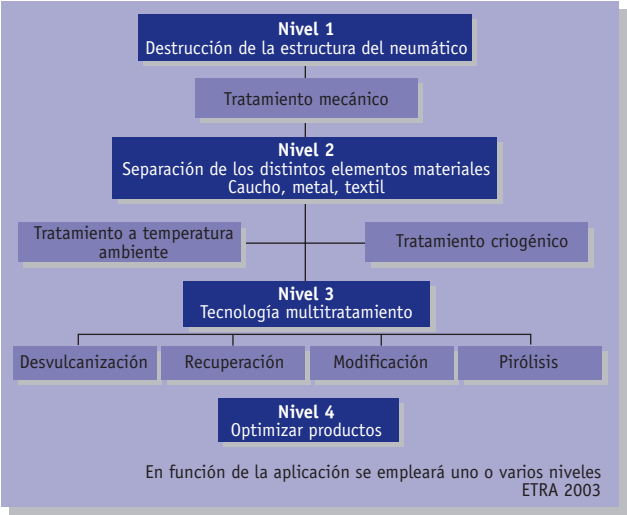 Nivel 1
Destrucción de la estructura del neumático
Tratamiento mecánico
Nivel 2
Separación de los distintos elementos materiales
Caucho, metal, textil
Tratamiento a temperatura
ambiente
Tratamiento criogénico
Nivel 3
Tecnología multitratamiento
Desvulcanización
Recuperación
Modificación
Pirólisis
Nivel 4
Optimizar productos
En función de la aplicación se empleará uno o varios niveles
ETRA 2003